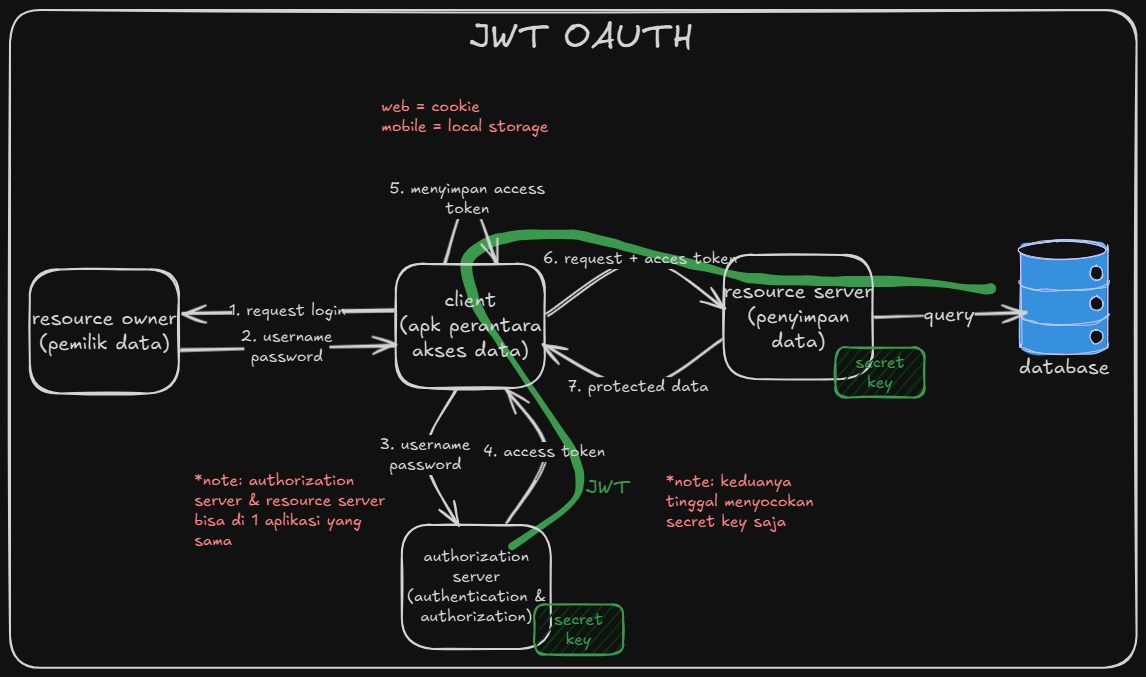 JWT OAUTH
web = cookie
mobile = local storage
5. menyimpan access
token
6. request + acces token
resource owner
(pemilik data)
1. request login
2. username
password
client
(apk perantara
akses data)
resource server
(penyimpan
data)
secret
key
query
database
7. protected data
3. username
password
4. access token
JWT
*note: authorization
server & resource server
bisa di 1 aplikasi yang
sama
*note: keduanya
tinggal menyocokan
secret key saja
authorization
server
(authentication &
authorization)
secret
key